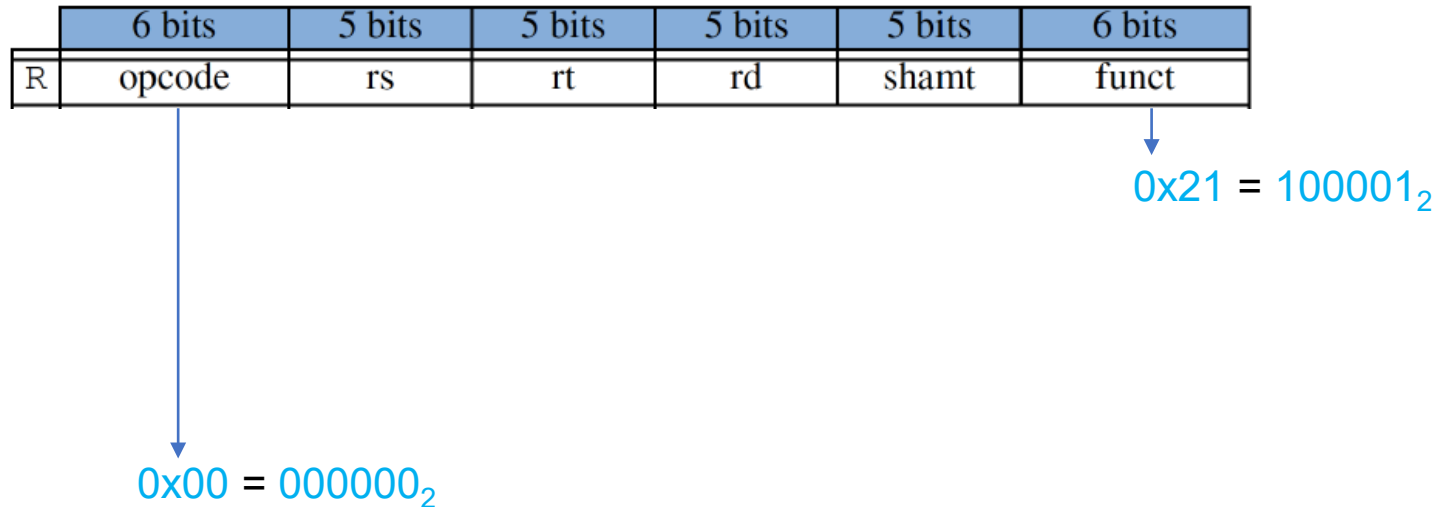 6 bits 5 bits 5 bits 5 bits 5 bits 6 bits
R opcode rs rt rd shamt funct
0x21 = 100001₂
0x00 = 000000₂